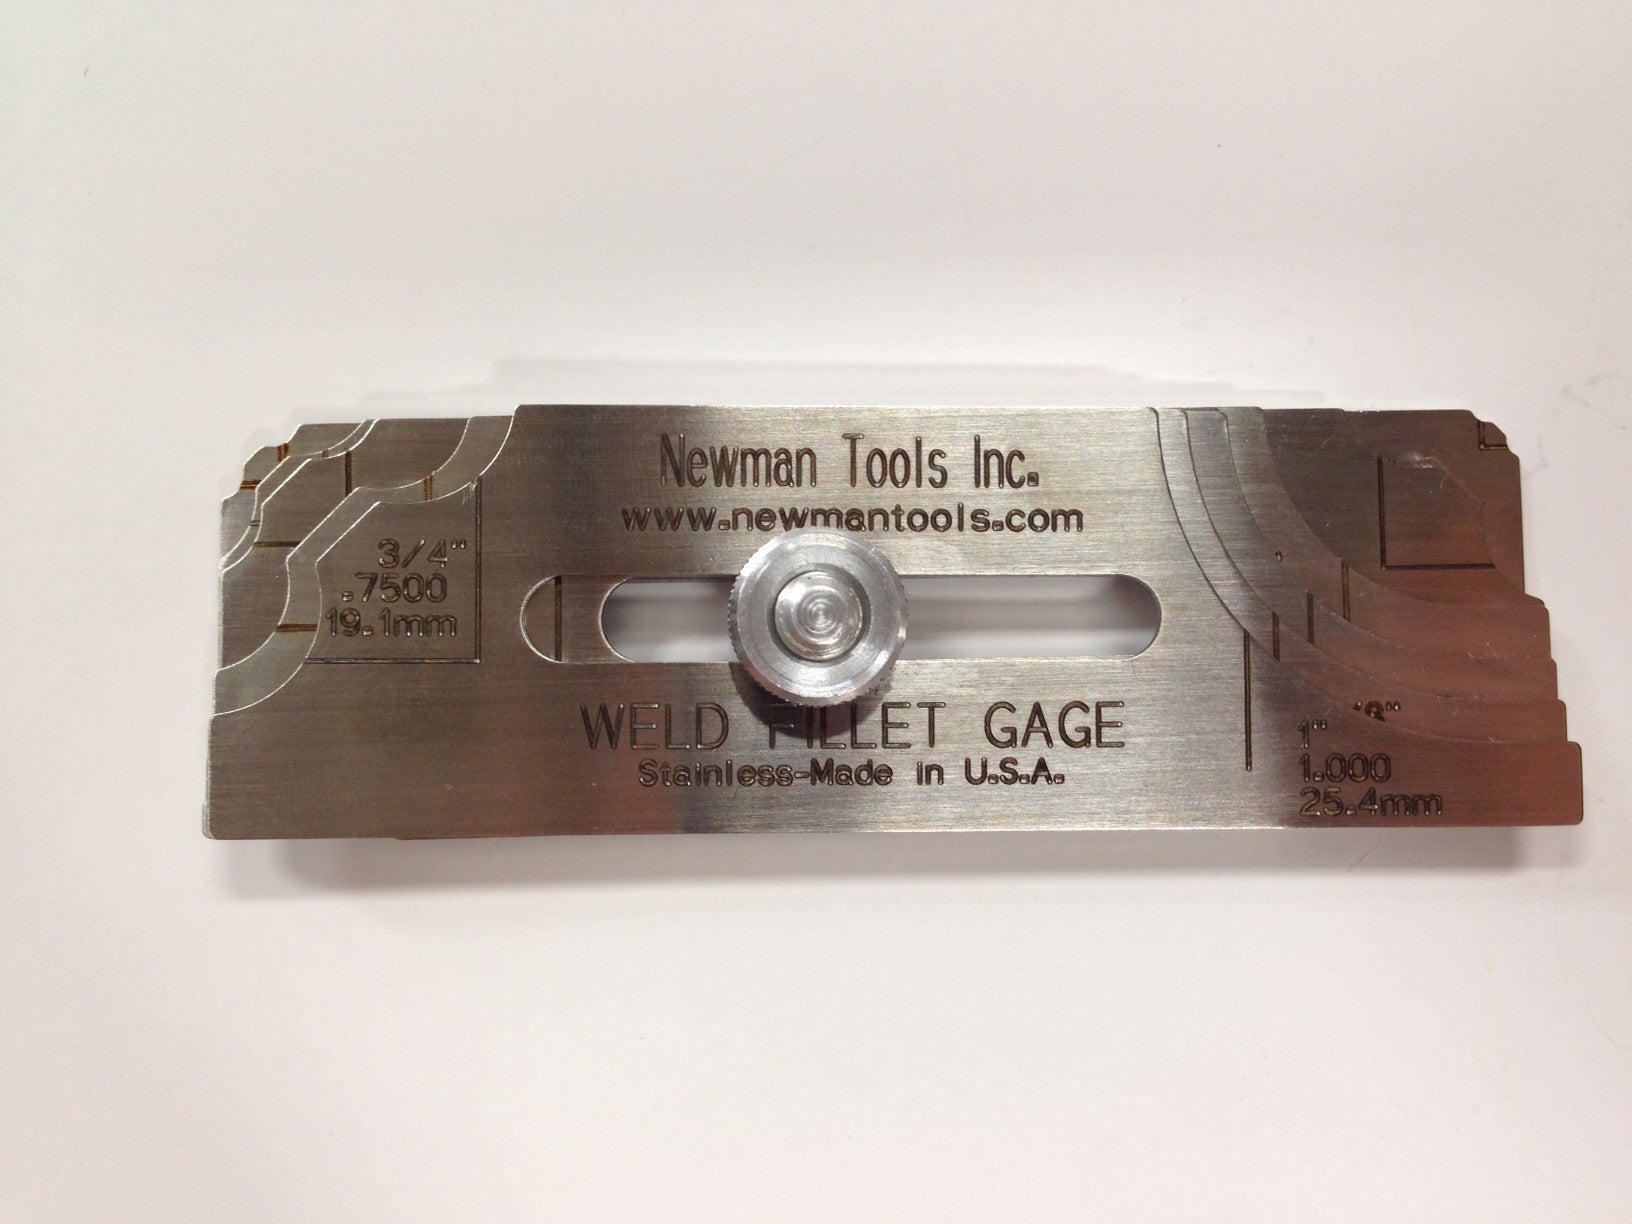 Newman Tools Inc.
www.newmantools.com
3/4"
.7500
19.1mm
WELD FILLET GAGE
Stainless-Made in U.S.A.
1"
1.000
25.4mm